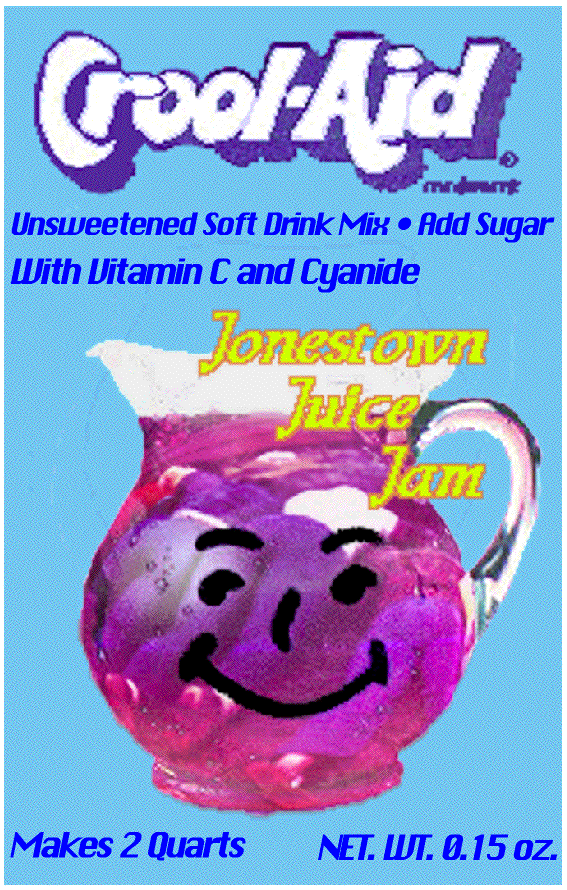 Crool-Aid
Unsweetened Soft Drink Mix • Add Sugar
With Vitamin C and Cyanide
Jonestown
Juice
Jam
Makes 2 Quarts
NET. WT. 0.15 oz.